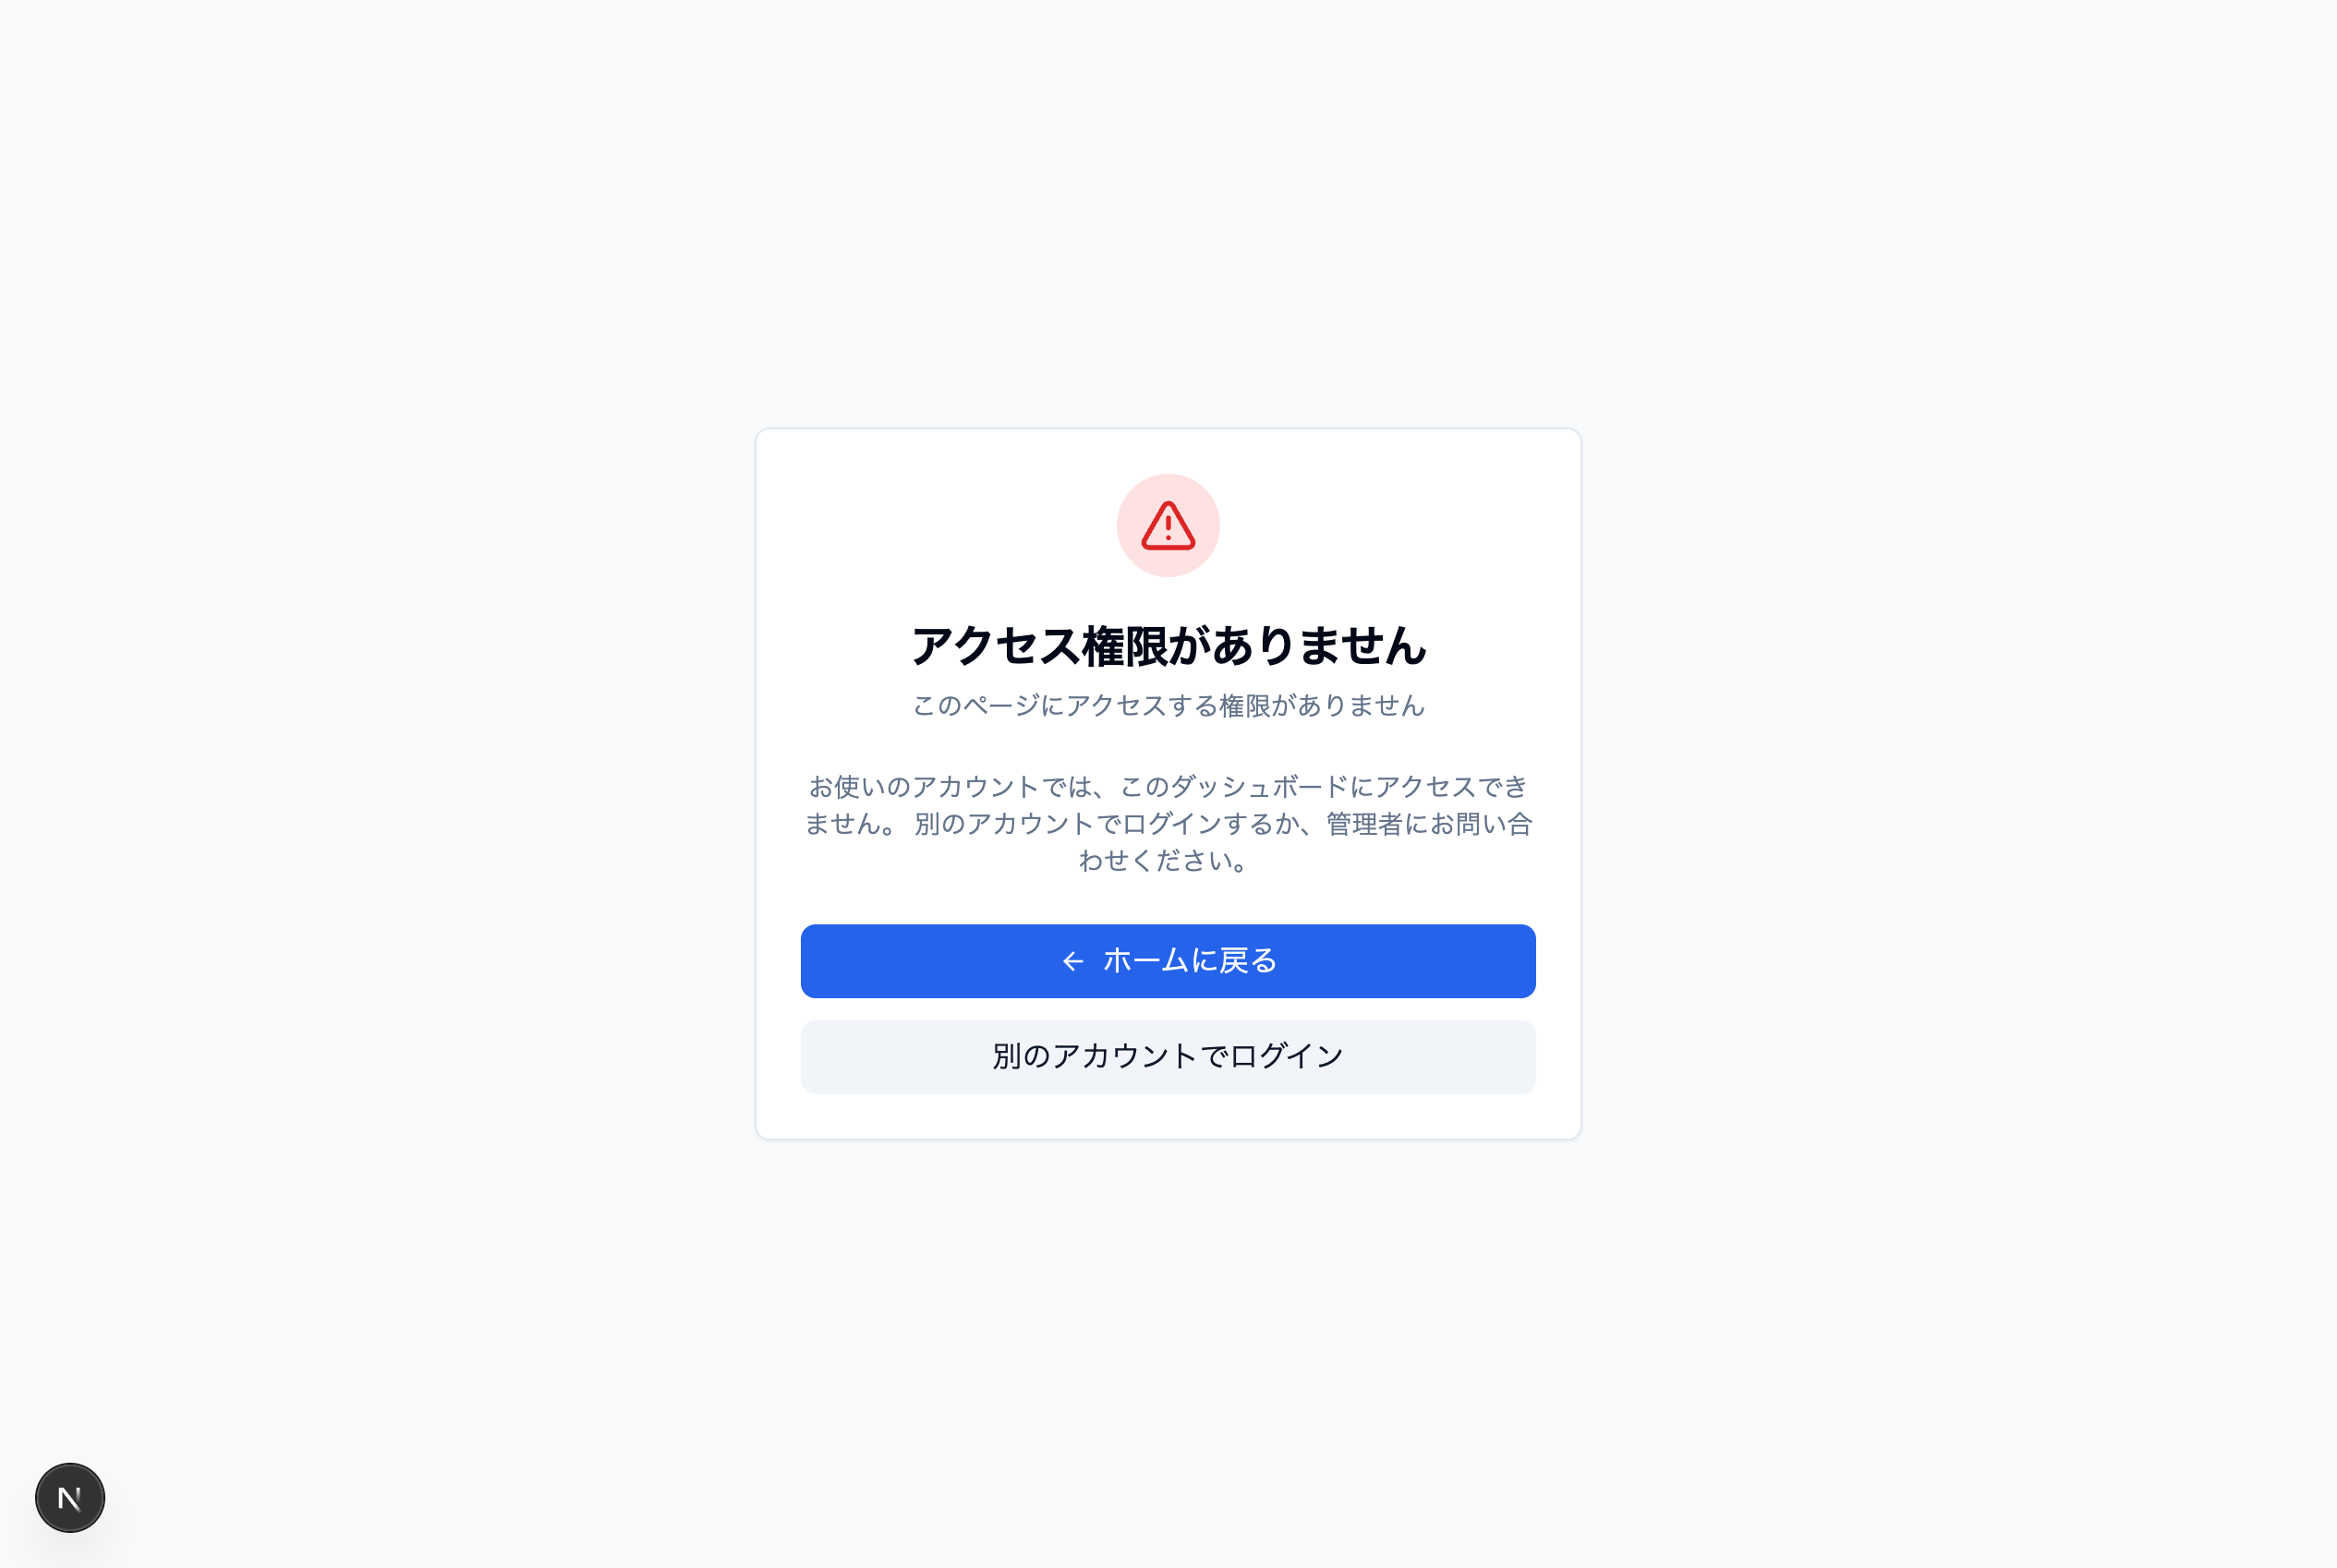 アクセス権限がありません
このページにアクセスする権限がありません
お使いのアカウントでは、このダッシュボードにアクセスでき
ません。 別のアカウントでログインするか、管理者にお問い合
わせください。
← ホームに戻る
別のアカウントでログイン
N